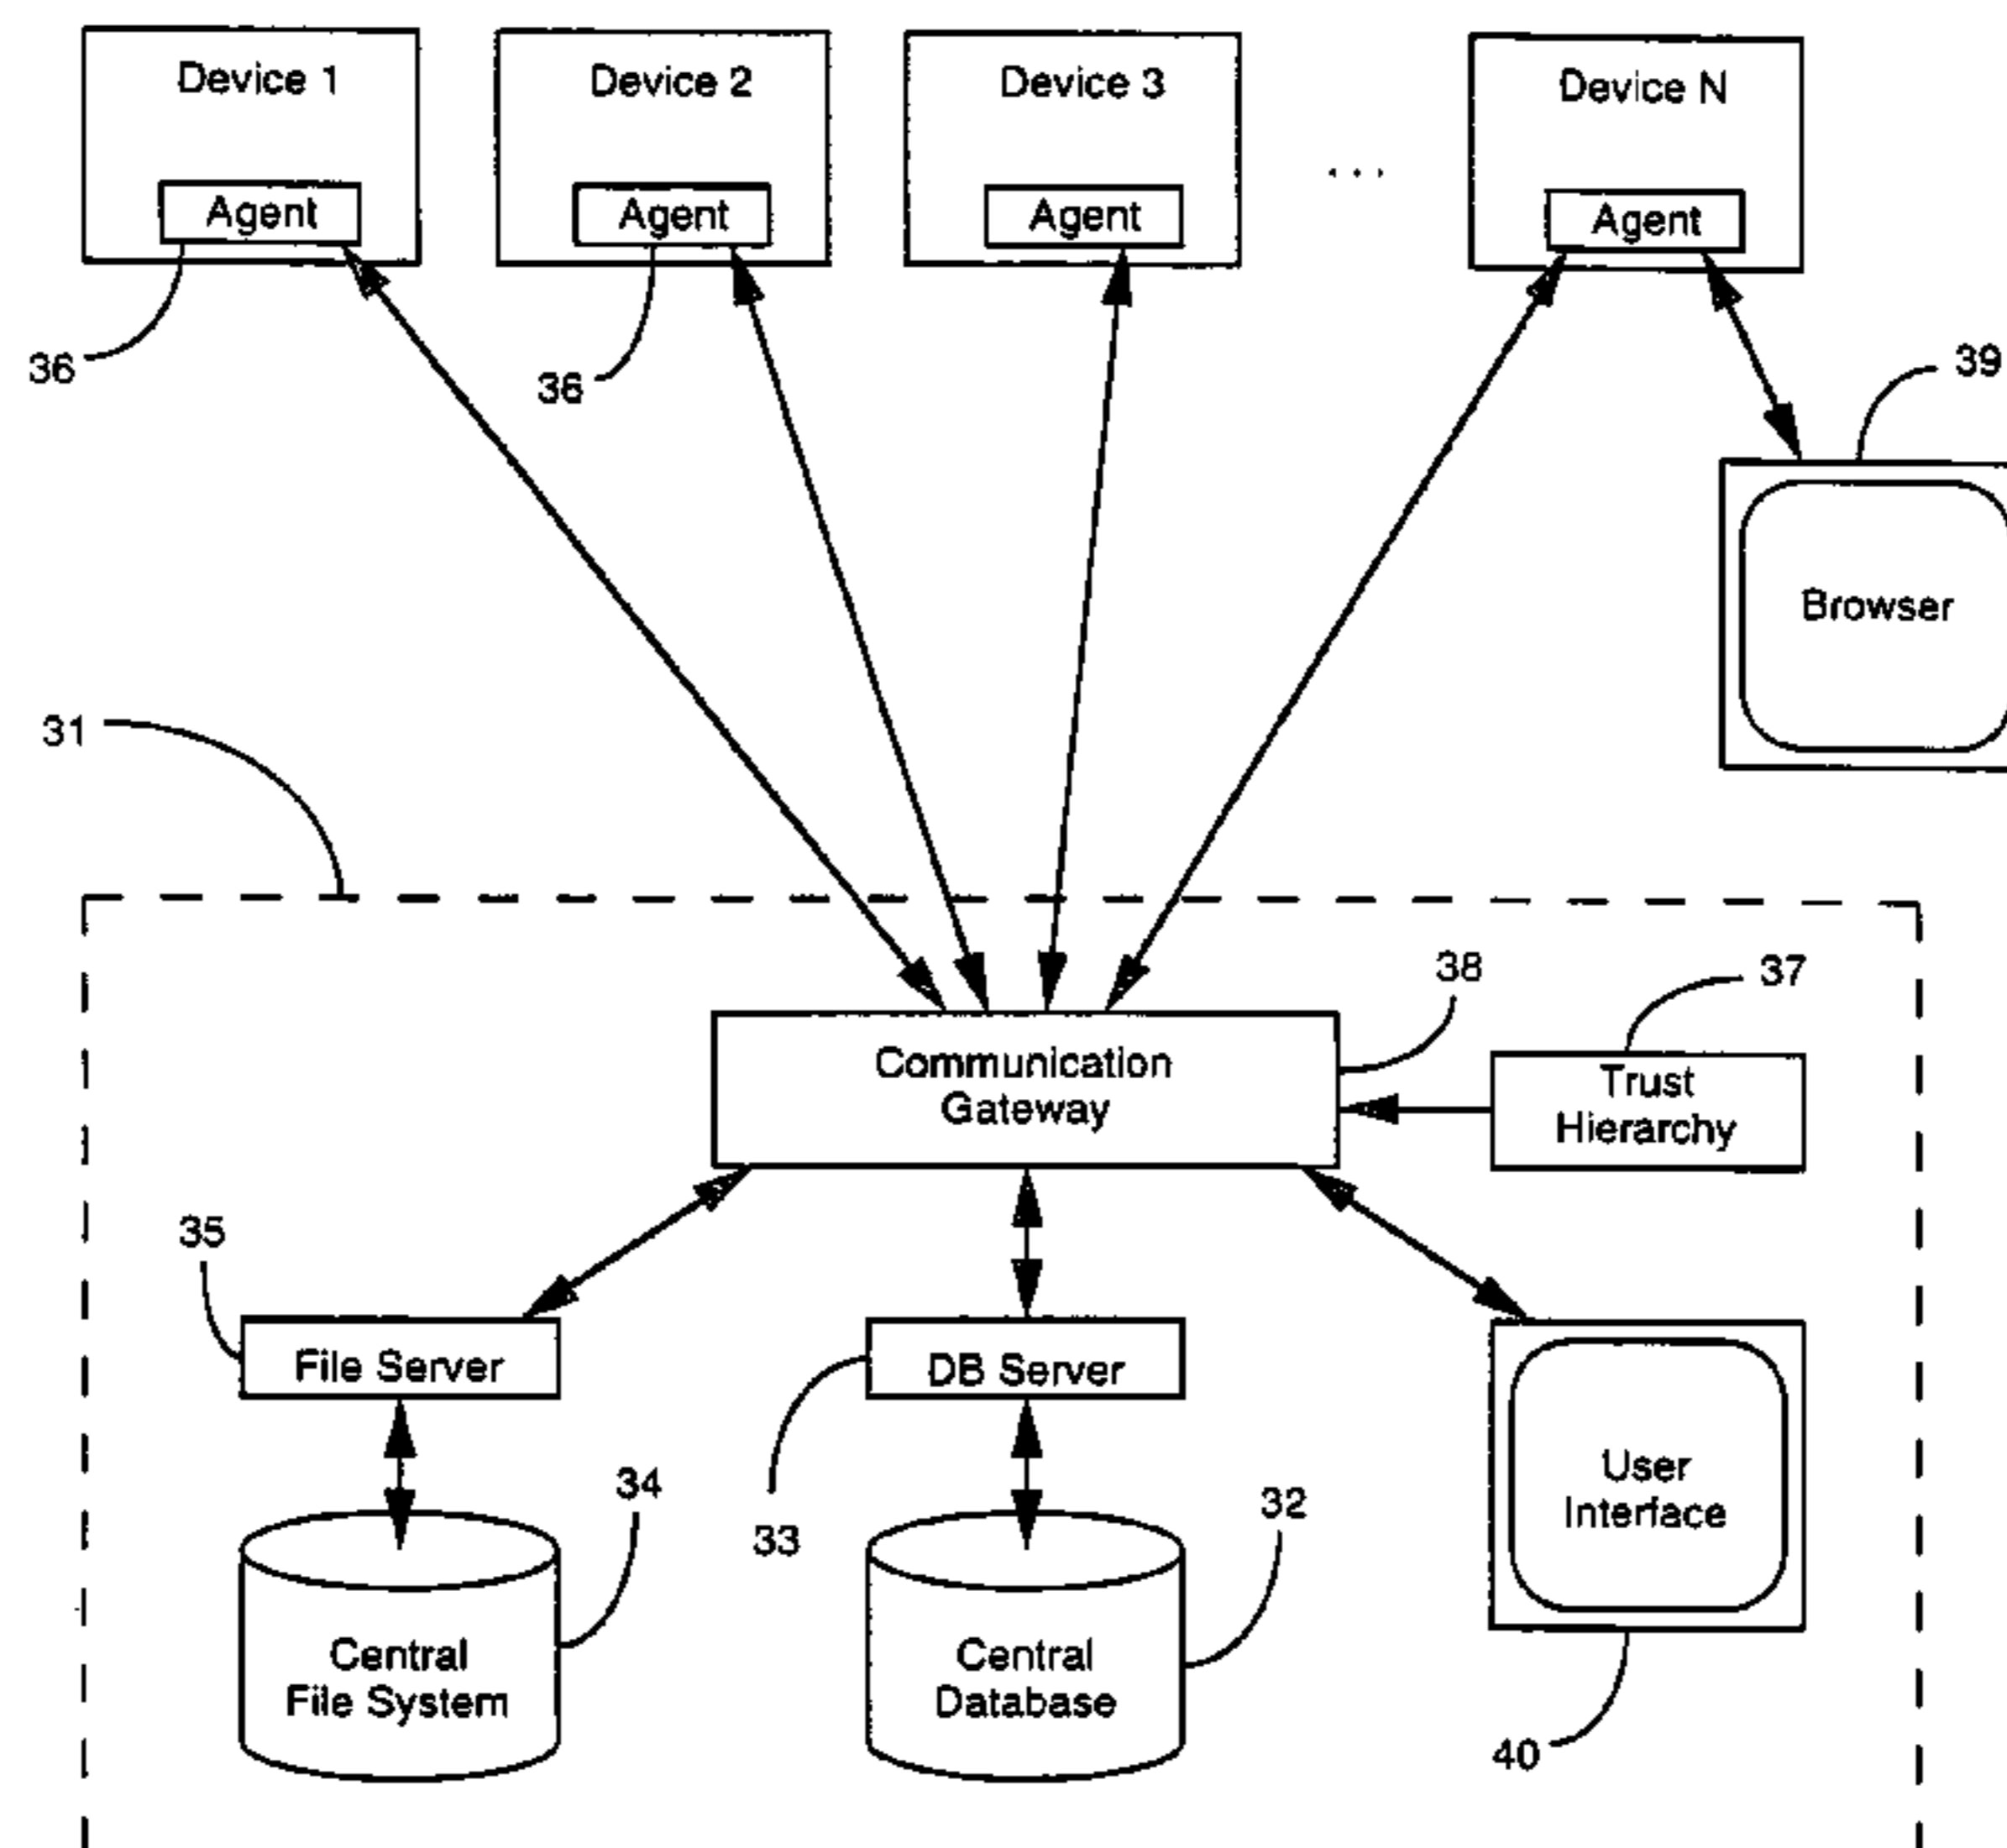 Device 1
Device 2
Device 3
Device N
...
Agent
Agent
Agent
Agent
36
36
39
Browser
31
38
37
Communication
Gateway
Trust
Hierarchy
35
File Server
DB Server
33
34
32
User
Interface
Central
File System
Central
Database
40